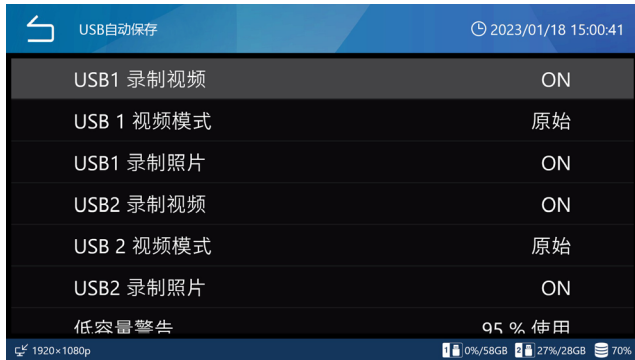 USB自动保存 2023/01/18 15:00:41
USB1 录制视频 ON
USB 1 视频模式 原始
USB1 录制照片 ON
USB2 录制视频 ON
USB 2 视频模式 原始
USB2 录制照片 ON
低容量警告 95 % 使用
1920×1080p 1 0%/58GB 2 27%/28GB 70%